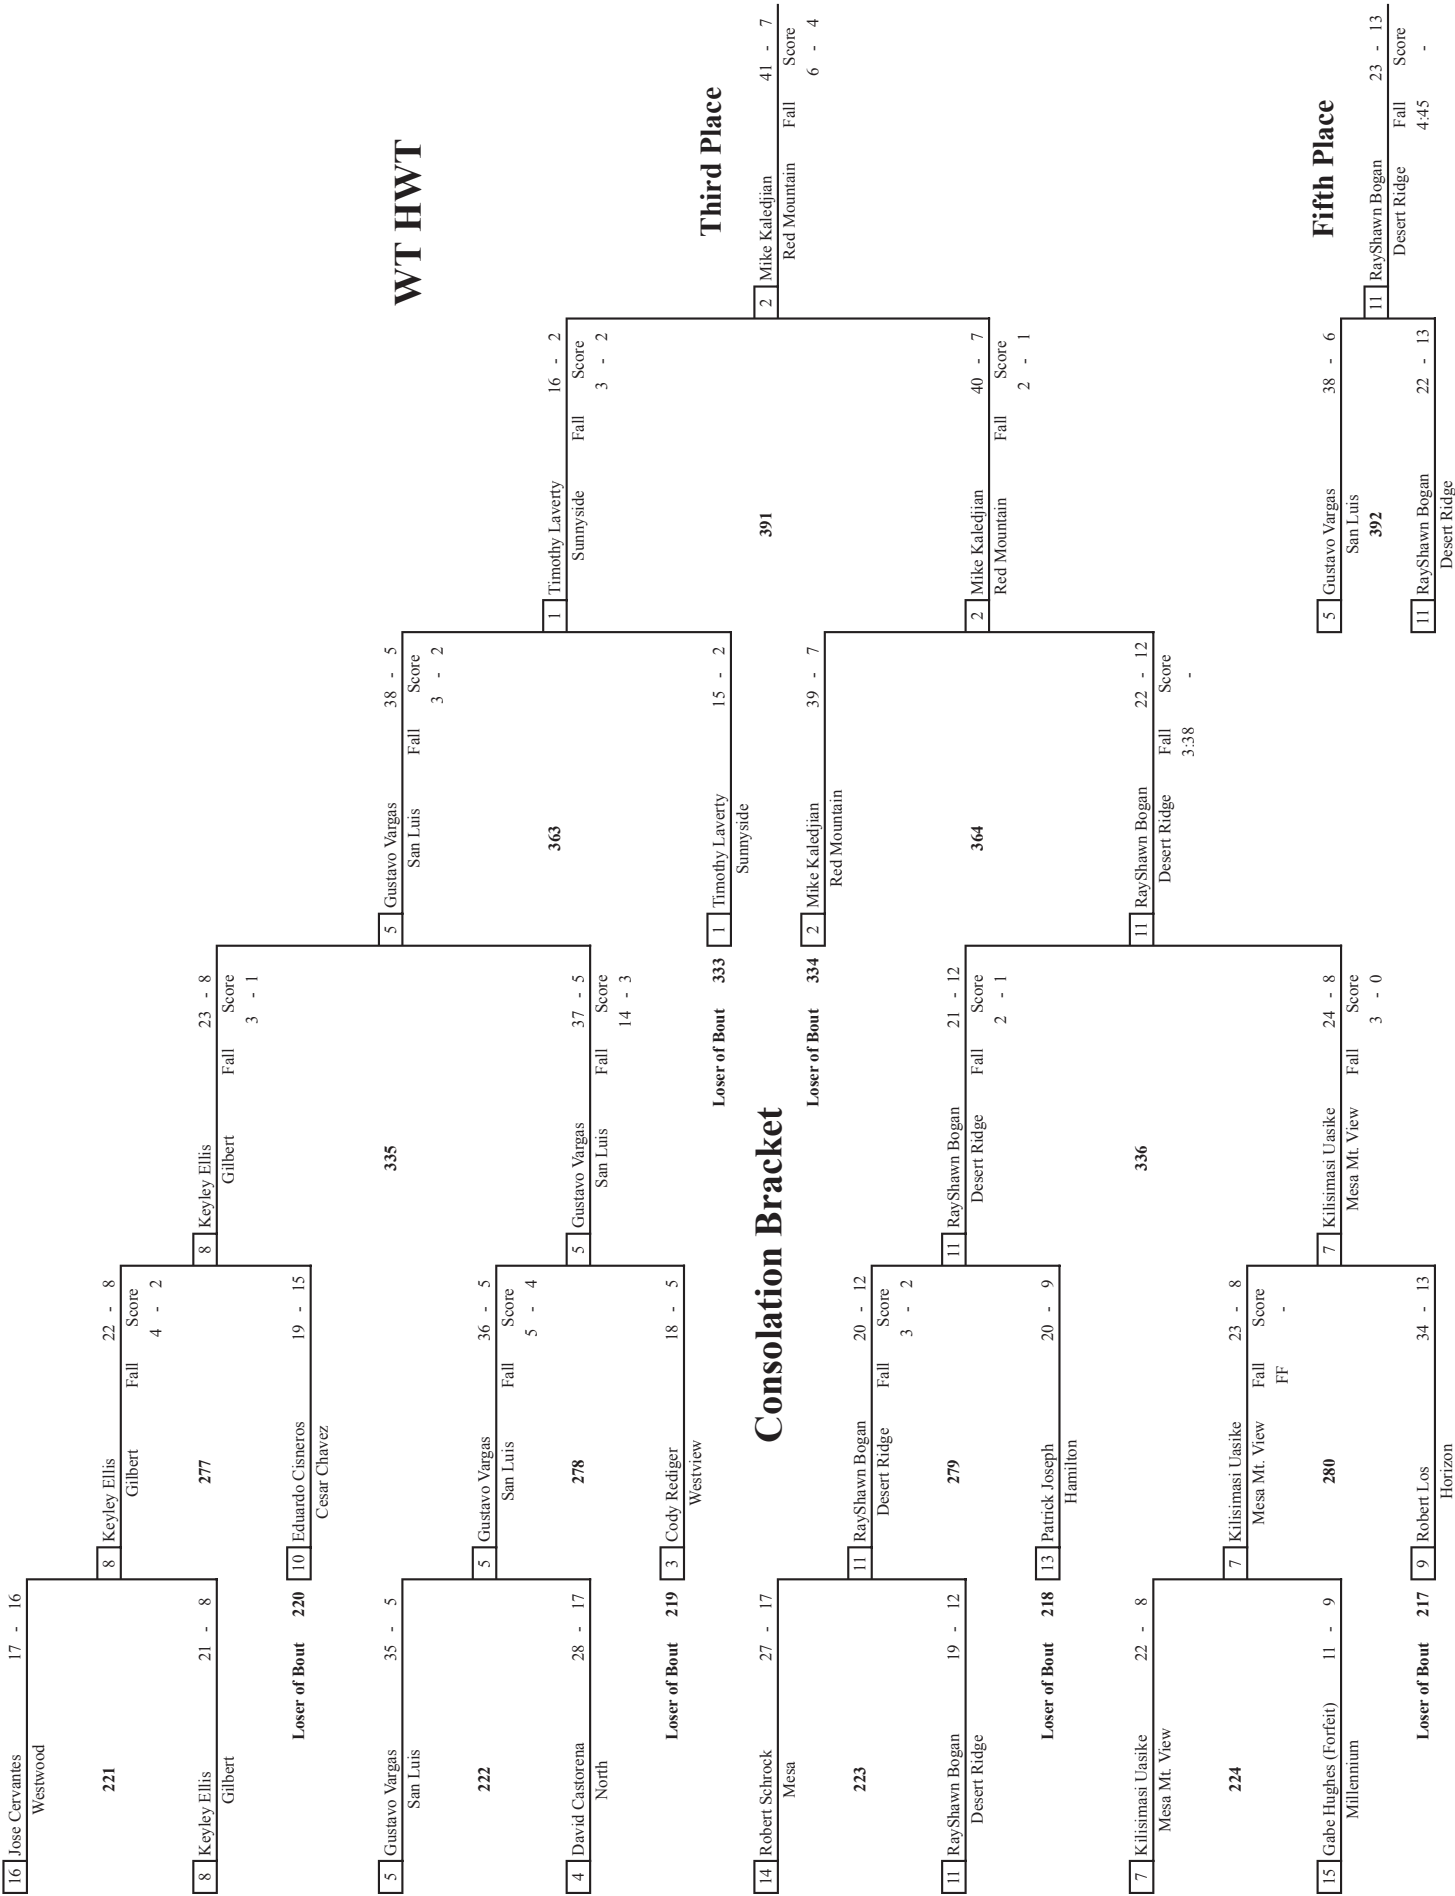 WT HWT
Consolation Bracket
16 Jose Cervantes 17 - 16
Westwood
221
8 Keyley Ellis 21 - 8
Gilbert
Loser of Bout 220
5 Gustavo Vargas 35 - 5
San Luis
222
4 David Castorena 28 - 17
North
Loser of Bout 219
14 Robert Schrock 27 - 17
Mesa
223
11 RayShawn Bogan 19 - 12
Desert Ridge
Loser of Bout 218
7 Kilisimasi Uasike 22 - 8
Mesa Mt. View
224
15 Gabe Hughes (Forfeit) 11 - 9
Millennium
Loser of Bout 217
8 Keyley Ellis 22 - 8
Gilbert Fall Score
4 - 2
277
10 Eduardo Cisneros 19 - 15
Cesar Chavez
5 Gustavo Vargas 36 - 5
San Luis Fall Score
5 - 4
278
3 Cody Rediger 18 - 5
Westview
11 RayShawn Bogan 20 - 12
Desert Ridge Fall Score
3 - 2
279
13 Patrick Joseph 20 - 9
Hamilton
7 Kilisimasi Uasike 23 - 8
Mesa Mt. View Fall Score
FF -
280
9 Robert Los 34 - 13
Horizon
8 Keyley Ellis 23 - 8
Gilbert Fall Score
3 - 1
335
5 Gustavo Vargas 37 - 5
San Luis Fall Score
14 - 3
Loser of Bout 333
Loser of Bout 334
11 RayShawn Bogan 21 - 12
Desert Ridge Fall Score
2 - 1
336
7 Kilisimasi Uasike 24 - 8
Mesa Mt. View Fall Score
3 - 0
5 Gustavo Vargas 38 - 5
San Luis Fall Score
3 - 2
363
1 Timothy Laverty 15 - 2
Sunnyside
2 Mike Kaledjian 39 - 7
Red Mountain
364
11 RayShawn Bogan 22 - 12
Desert Ridge Fall Score
3:38 -
1 Timothy Laverty 16 - 2
Sunnyside Fall Score
3 - 2
391
2 Mike Kaledjian 40 - 7
Red Mountain Fall Score
2 - 1
5 Gustavo Vargas 38 - 6
San Luis
392
11 RayShawn Bogan 22 - 13
Desert Ridge
Third Place
2 Mike Kaledjian 41 - 7
Red Mountain Fall Score
6 - 4
Fifth Place
11 RayShawn Bogan 23 - 13
Desert Ridge Fall Score
4:45 -